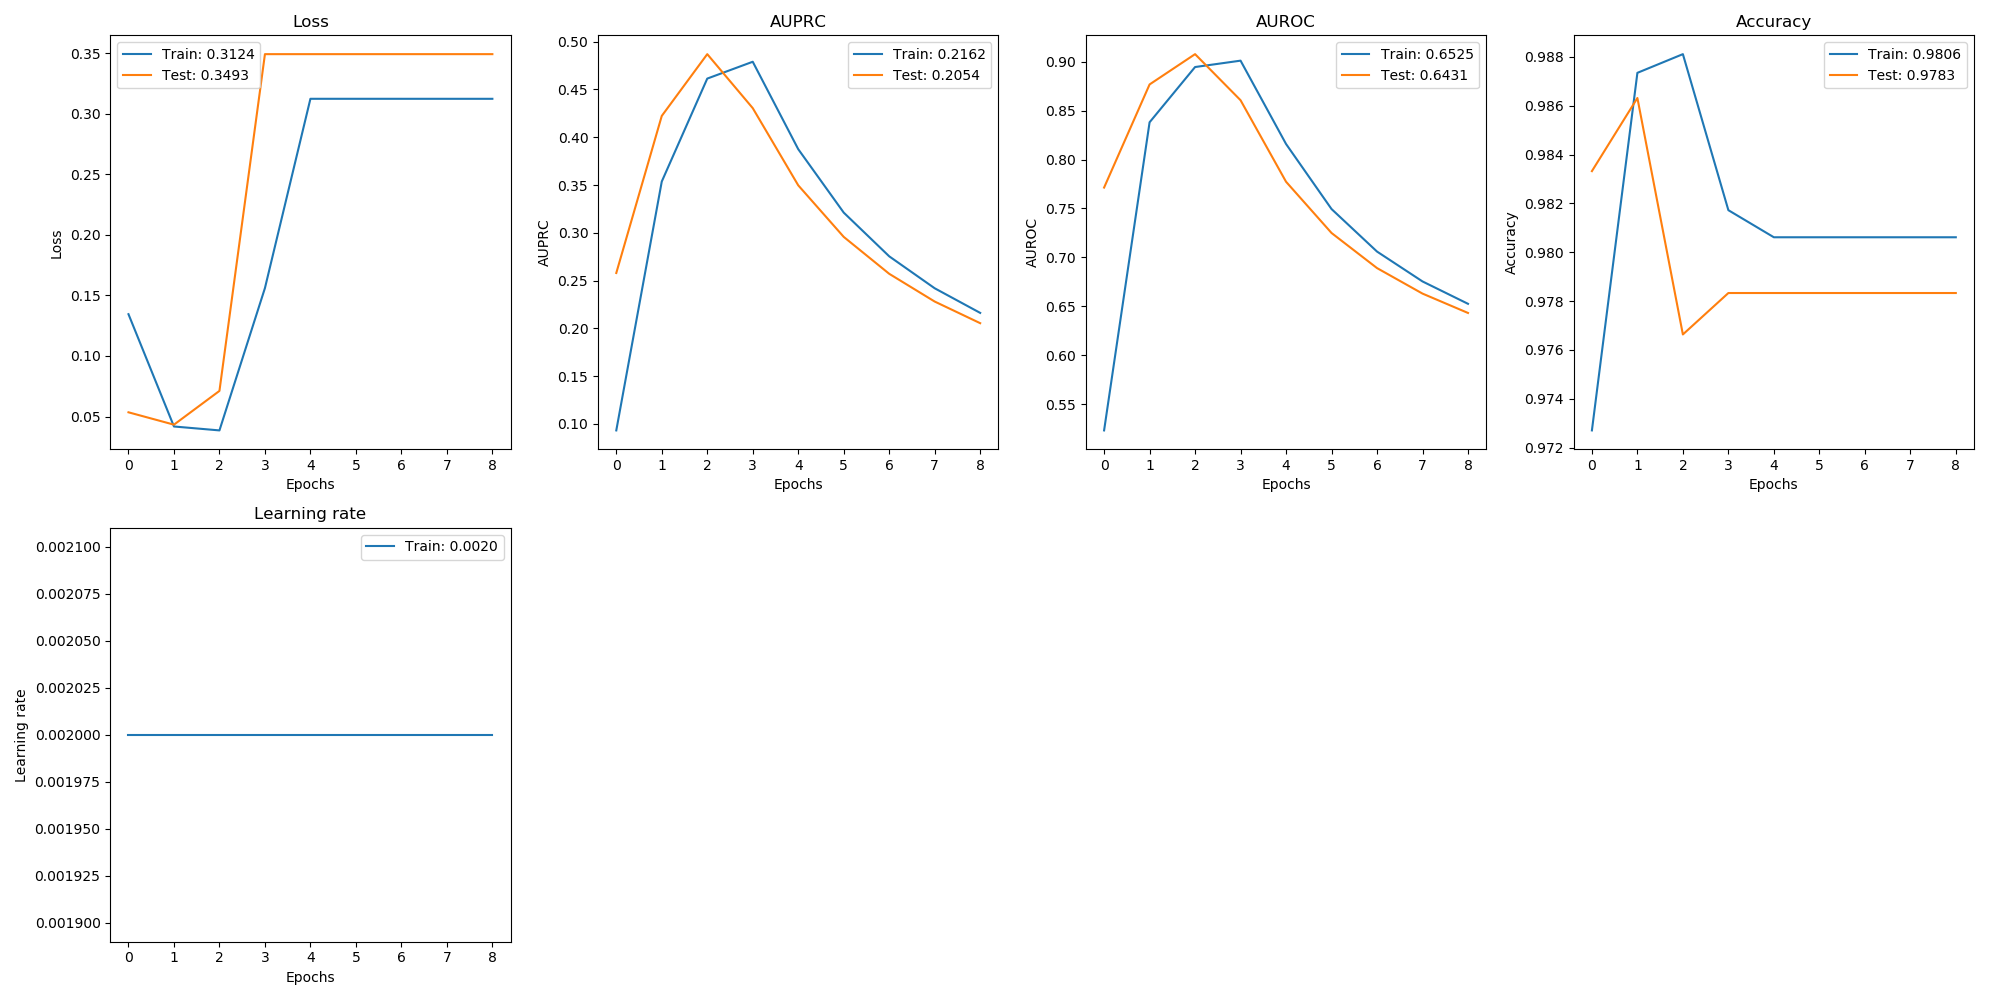 Loss
Train: 0.3124
Test: 0.3493
0.35
0.30
0.25
0.20
0.15
0.10
0.05
Loss
0 1 2 3 4 5 6 7 8
Epochs
AUPRC
Train: 0.2162
Test: 0.2054
0.50
0.45
0.40
0.35
0.30
0.25
0.20
0.15
0.10
AUPRC
0 1 2 3 4 5 6 7 8
Epochs
AUROC
Train: 0.6525
Test: 0.6431
0.90
0.85
0.80
0.75
0.70
0.65
0.60
0.55
AUROC
0 1 2 3 4 5 6 7 8
Epochs
Accuracy
Train: 0.9806
Test: 0.9783
0.988
0.986
0.984
0.982
0.980
0.978
0.976
0.974
0.972
Accuracy
0 1 2 3 4 5 6 7 8
Epochs
Learning rate
Train: 0.0020
0.002100
0.002075
0.002050
0.002025
0.002000
0.001975
0.001950
0.001925
0.001900
Learning rate
0 1 2 3 4 5 6 7 8
Epochs